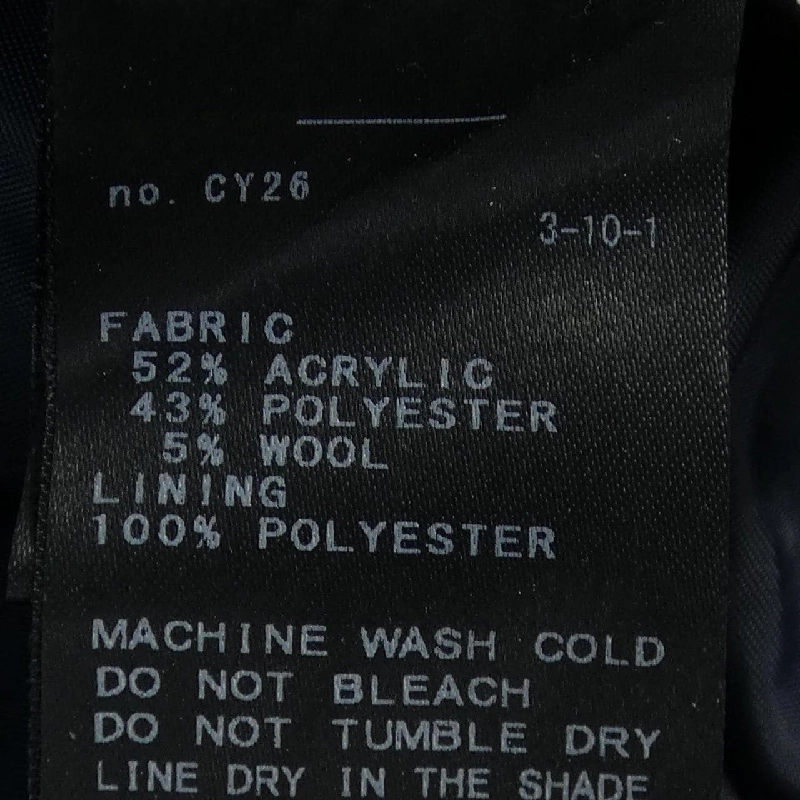 no. CY26
3-10-1
FABRIC
52% ACRYLIC
43% POLYESTER
5% WOOL
LINING
100% POLYESTER
MACHINE WASH COLD
DO NOT BLEACH
DO NOT TUMBLE DRY
LINE DRY IN THE SHADE